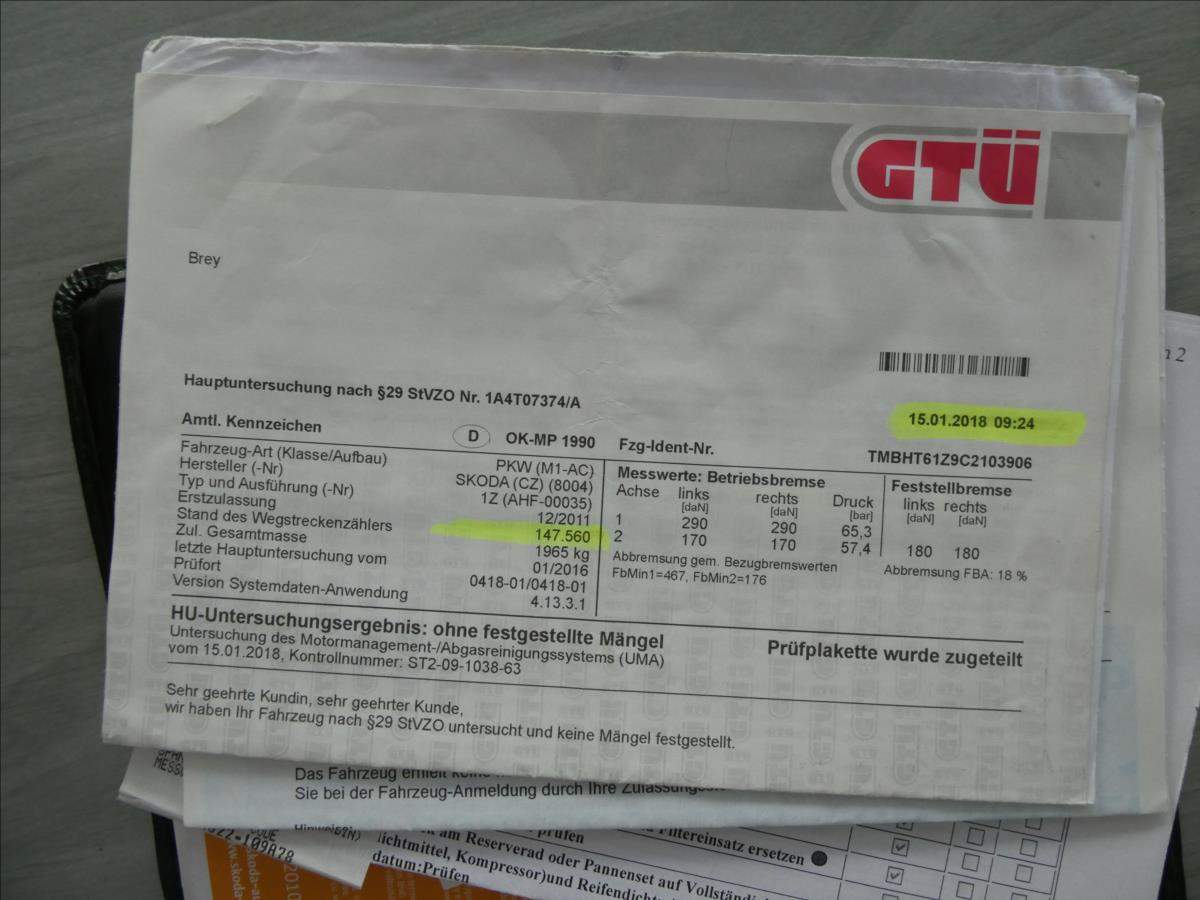 GTÜ
Brey
Hauptuntersuchung nach §29 StVZO Nr. 1A4T07374/A
15.01.2018 09:24
Amtl. Kennzeichen D OK-MP 1990 Fzg-Ident-Nr. TMBHT61Z9C2103906
Fahrzeug-Art (Klasse/Aufbau) PKW (M1-AC)
Hersteller (-Nr) SKODA (CZ) (8004)
Typ und Ausführung (-Nr) 1Z (AHF-00035)
Erstzulassung 12/2011
Stand des Wegstreckenzählers 147.560
Zul. Gesamtmasse 1965 kg
letzte Hauptuntersuchung vom 01/2016
Prüfort 0418-01/0418-01
Version Systemdaten-Anwendung 4.13.3.1
Messwerte: Betriebsbremse
Achse links rechts Druck
[daN] [daN] [bar]
1 290 290 65,3
2 170 170 57,4
Abbremsung gem. Bezugbremswerten
FbMin1=467, FbMin2=176
Feststellbremse
links rechts
[daN] [daN]
180 180
Abbremsung FBA: 18 %
HU-Untersuchungsergebnis: ohne festgestellte Mängel
Prüfplakette wurde zugeteilt
Untersuchung des Motormanagement-/Abgasreinigungssystems (UMA)
vom 15.01.2018, Kontrollnummer: ST2-09-1038-63
Sehr geehrte Kundin, sehr geehrter Kunde,
wir haben Ihr Fahrzeug nach §29 StVZO untersucht und keine Mängel festgestellt.
Das Fahrzeug erhielt keine
Sie bei der Fahrzeug-Anmeldung durch Ihre
prüfen
Filtereinsatz ersetzen
am Reserverad oder Pannenset auf
Kompressor)und
datum:Prüfen
n 2